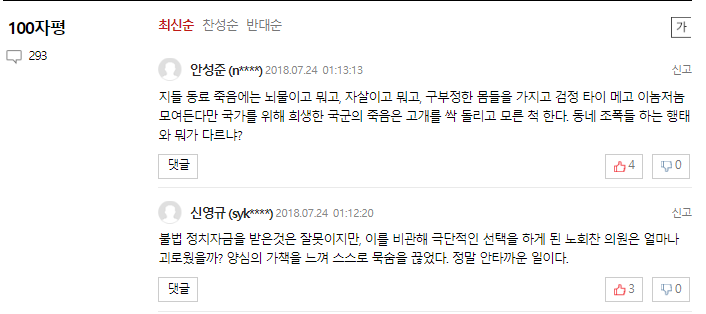 100자평
293
최신순 찬성순 반대순
가
안성준 (n****) 2018.07.24 01:13:13
신고
지들 동료 죽음에는 뇌물이고 뭐고, 자살이고 뭐고, 구부정한 몸들을 가지고 검정 타이 메고 이놈저놈
모여든다만 국가를 위해 희생한 국군의 죽음은 고개를 싹 돌리고 모른 척 한다. 동네 조폭들 하는 행태
와 뭐가 다르냐?
댓글
4
0
신영규 (syk****) 2018.07.24 01:12:20
신고
불법 정치자금을 받은것은 잘못이지만, 이를 비관해 극단적인 선택을 하게 된 노회찬 의원은 얼마나
괴로웠을까? 양심의 가책을 느껴 스스로 목숨을 끊었다. 정말 안타까운 일이다.
댓글
3
0